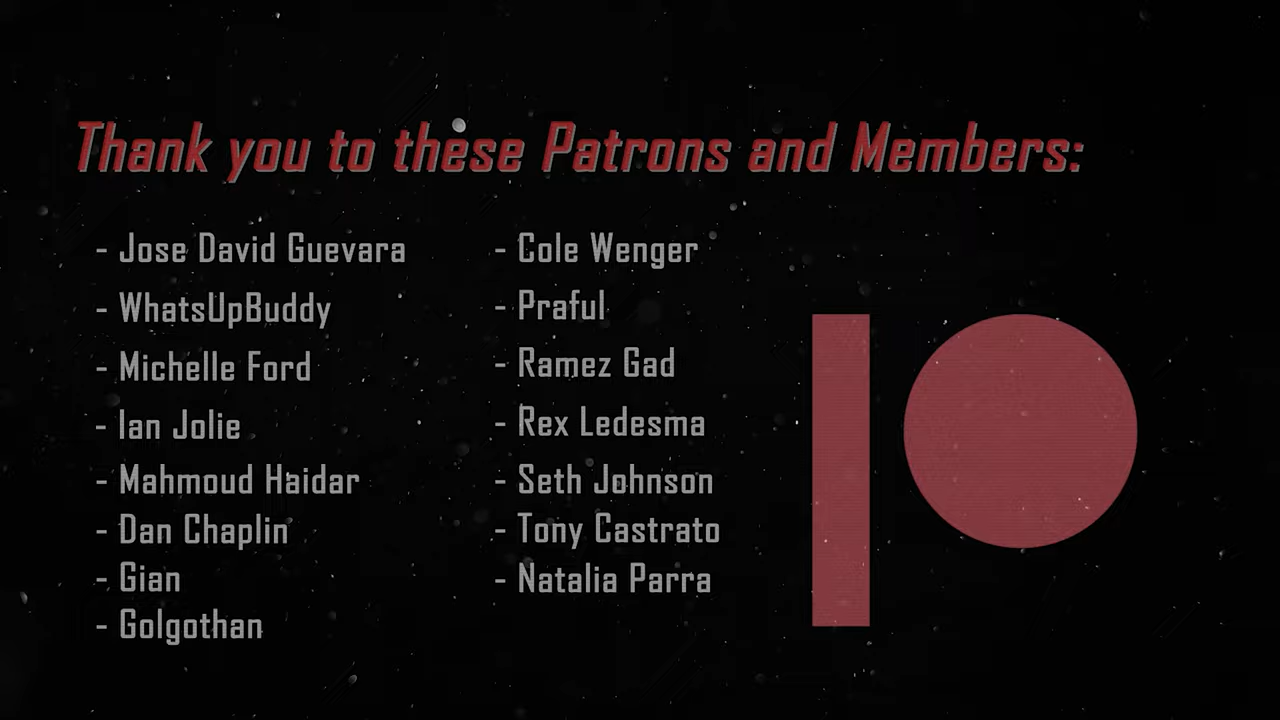 Thank you to these Patrons and Members:
- Jose David Guevara
- WhatsUpBuddy
- Michelle Ford
- Ian Jolie
- Mahmoud Haidar
- Dan Chaplin
- Gian
- Golgothan
- Cole Wenger
- Praful
- Ramez Gad
- Rex Ledesma
- Seth Johnson
- Tony Castrato
- Natalia Parra